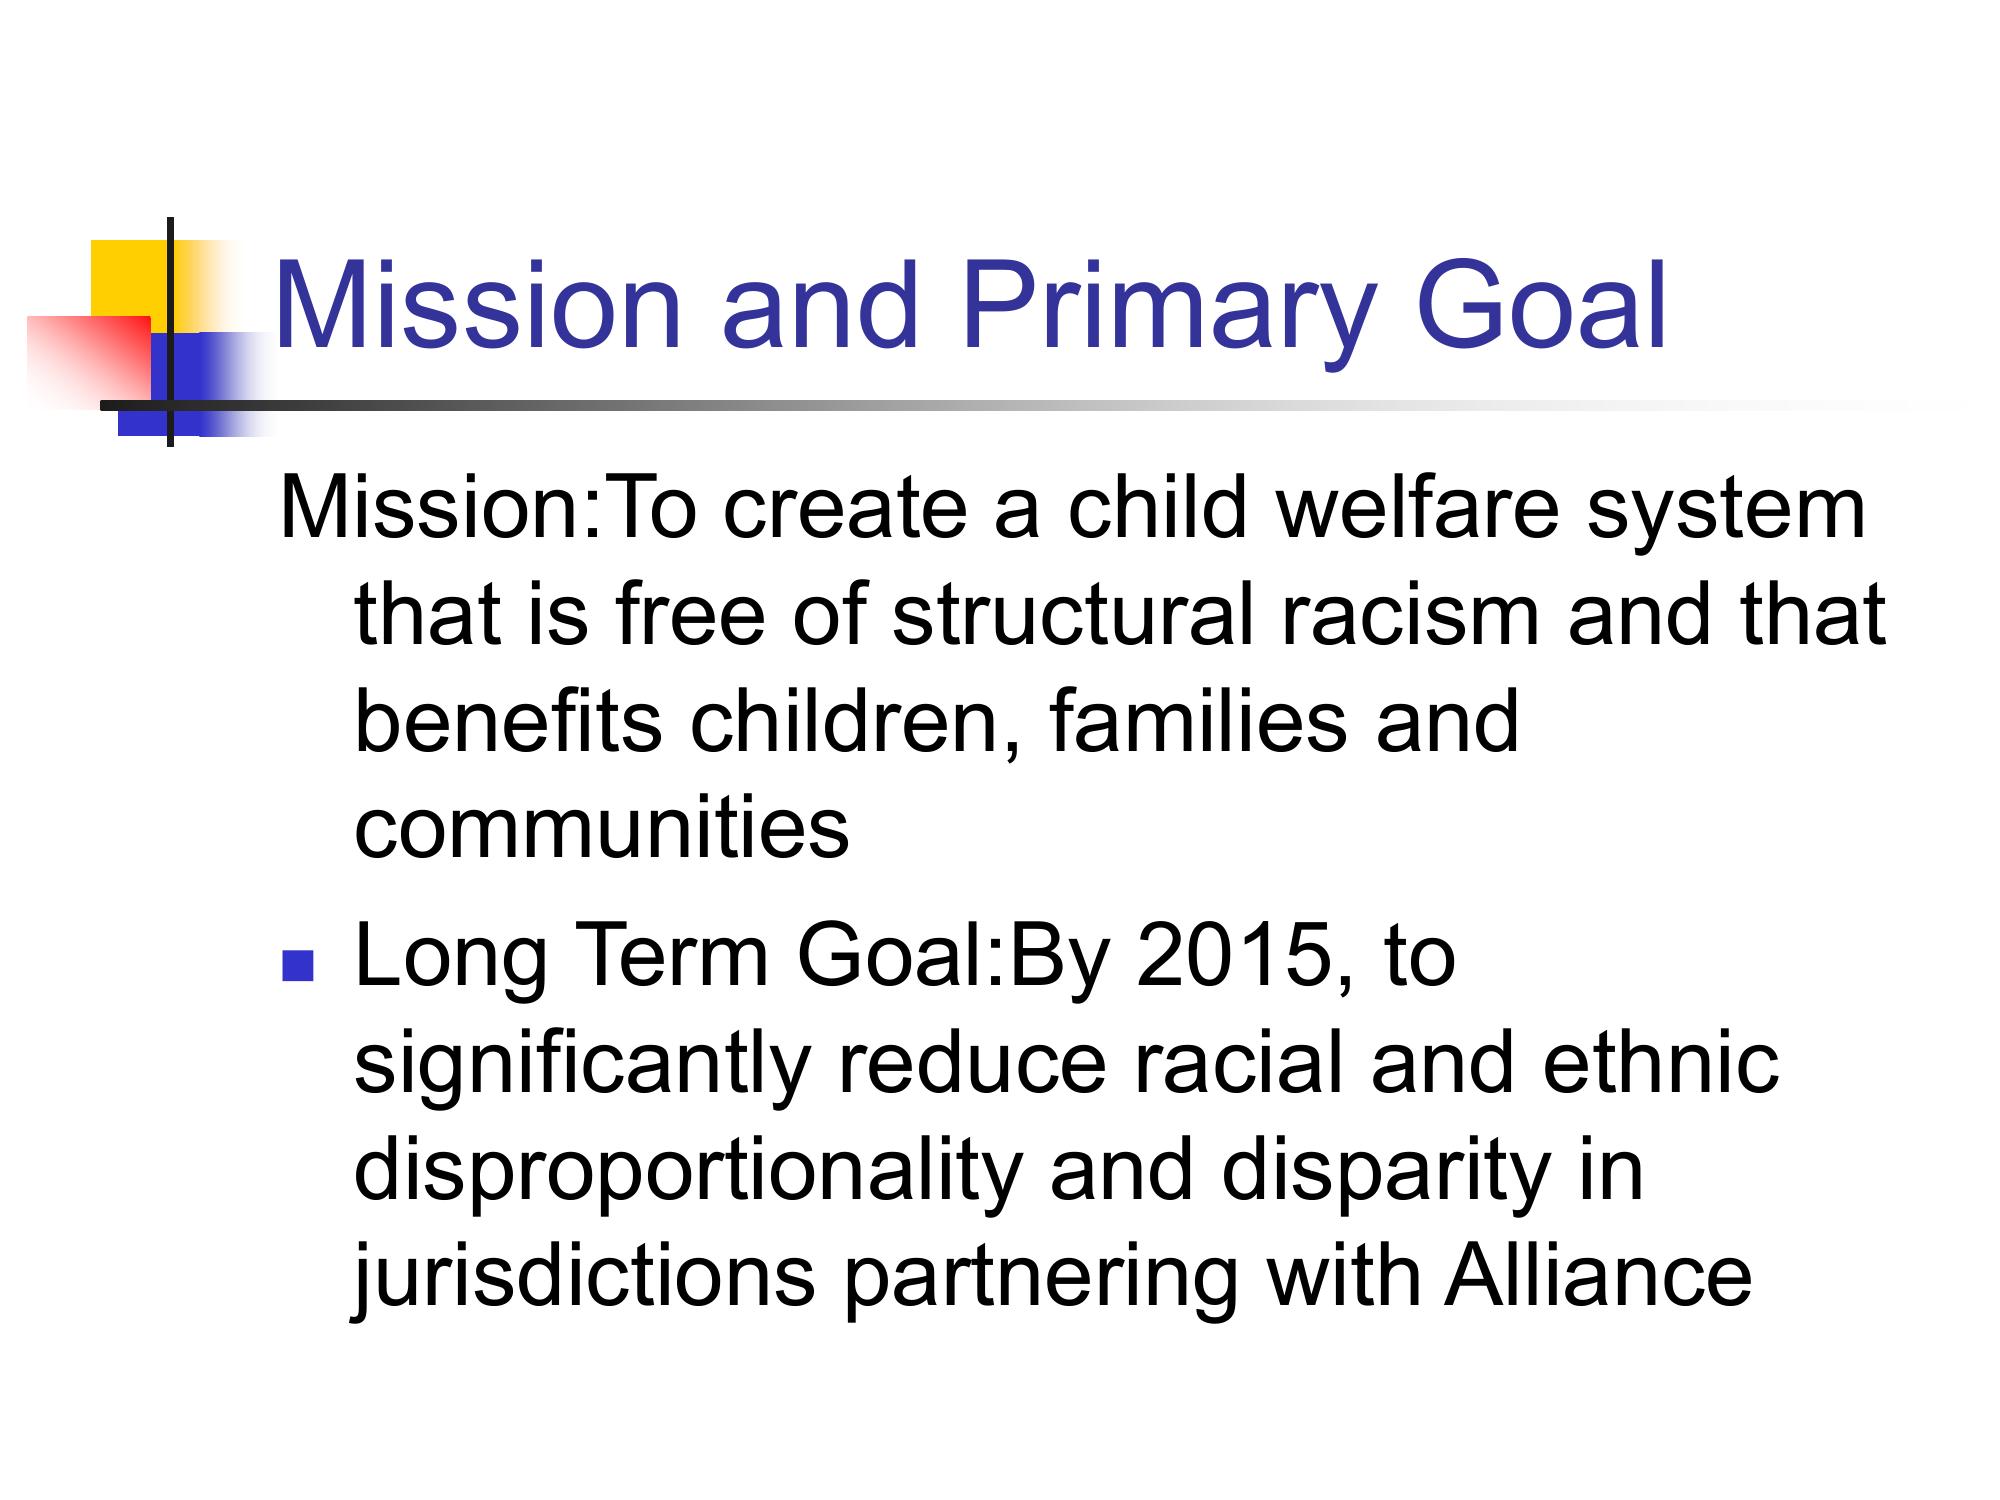 Mission and Primary Goal
Mission:To create a child welfare system
that is free of structural racism and that
benefits children, families and
communities
Long Term Goal:By 2015, to
significantly reduce racial and ethnic
disproportionality and disparity in
jurisdictions partnering with Alliance